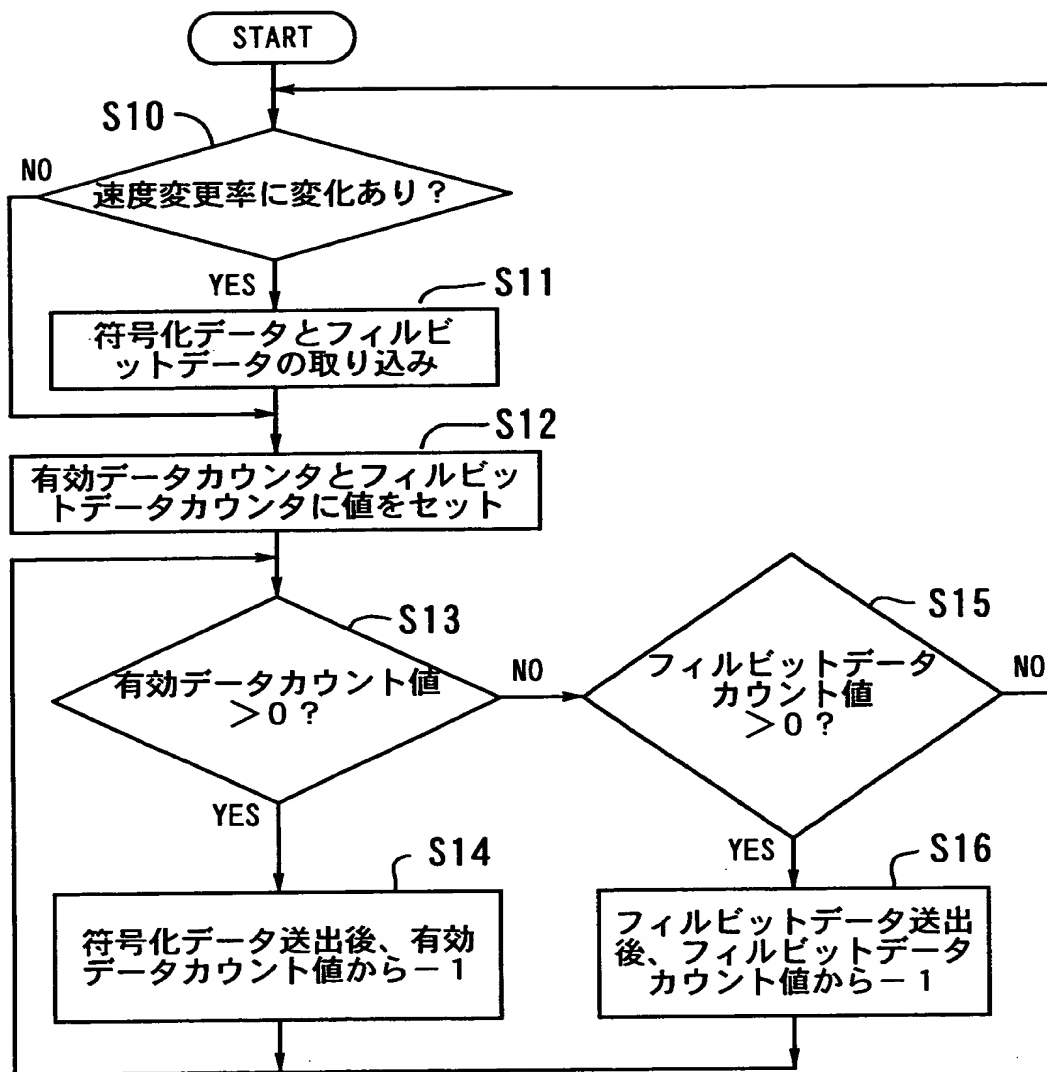 START
S10
NO
速度変更率に変化あり？
YES
S11
符号化データとフィルビ
ットデータの取り込み
S12
有効データカウンタとフィルビッ
トデータカウンタに値をセット
S13
有効データカウント値
＞０？
NO
YES
S15
フィルビットデータ
カウント値
＞０？
NO
YES
S14
符号化データ送出後、有効
データカウント値から－１
S16
フィルビットデータ送出
後、フィルビットデータ
カウント値から－１